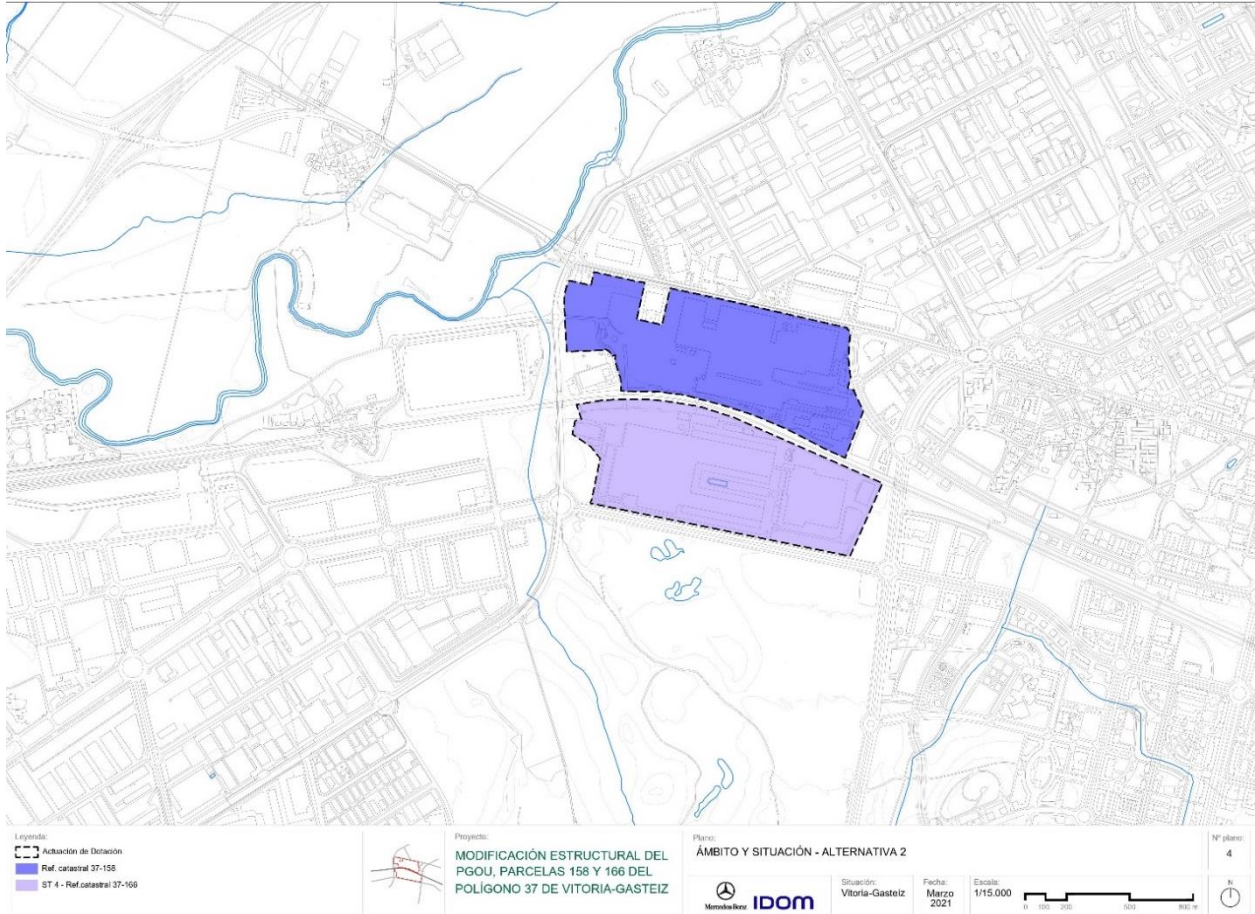 Leyenda:
Actuación de Dotación
Ref. catastral 37-158
ST 4 - Ref.catastral 37-166
Proyecto:
MODIFICACIÓN ESTRUCTURAL DEL
PGOU, PARCELAS 158 Y 166 DEL
POLÍGONO 37 DE VITORIA-GASTEIZ
Plano:
ÁMBITO Y SITUACIÓN - ALTERNATIVA 2
Mercedes-Benz
IDOM
Situación:
Vitoria-Gasteiz
Fecha:
Marzo
2021
Escala:
1/15.000
0 100 200 500 800 m
Nº plano:
4
N